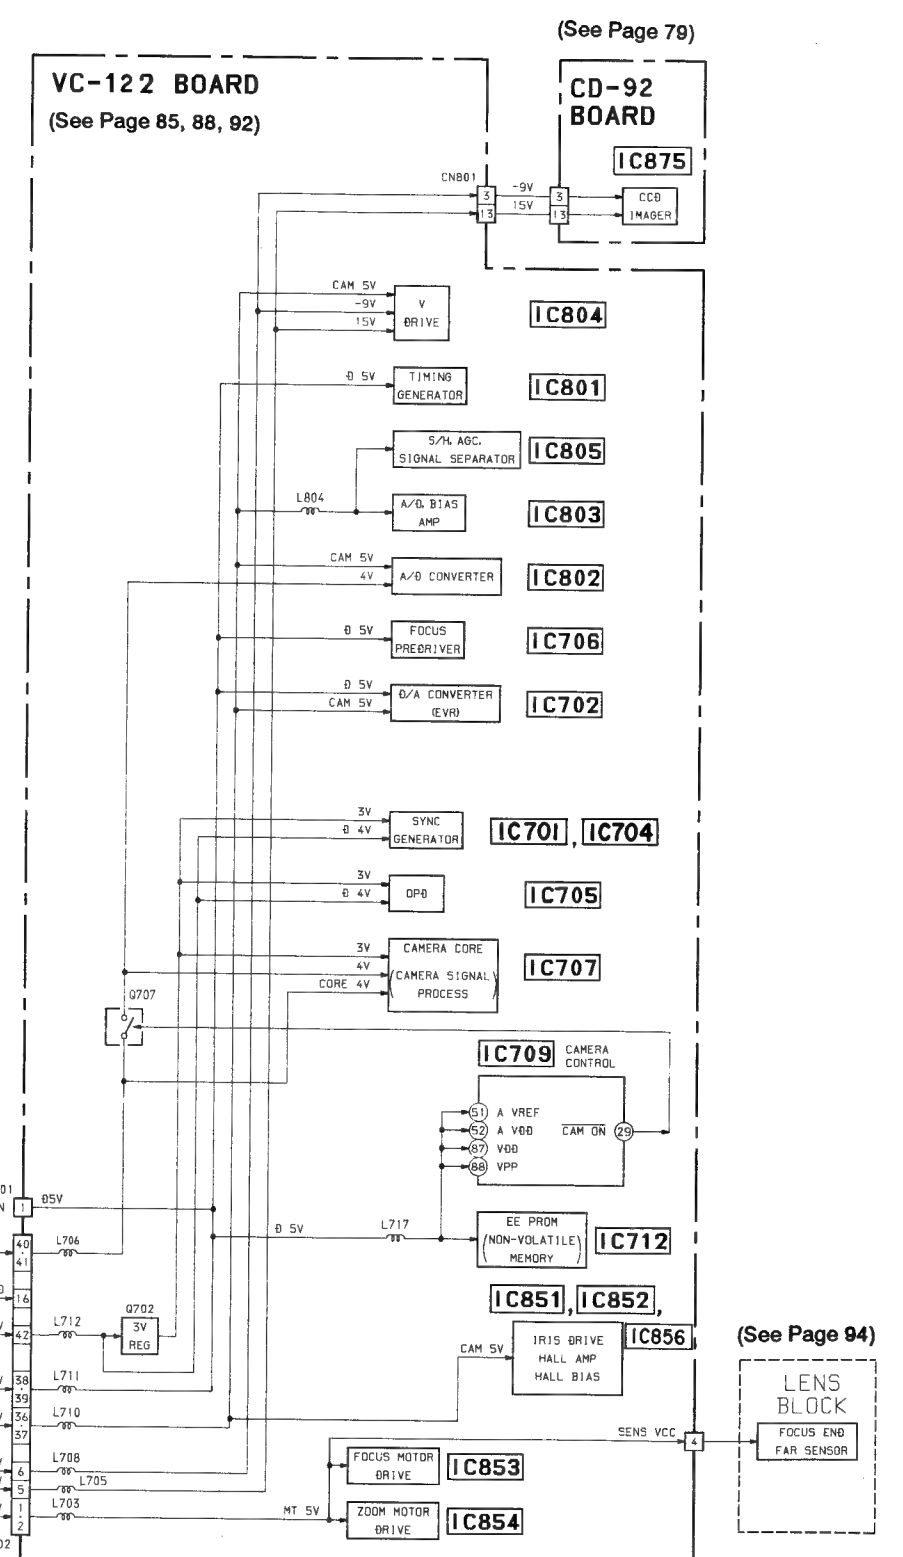 (See Page 79)
VC-122 BOARD
(See Page 85, 88, 92)
CD-92
BOARD
IC875
CN801
3
-9V
3
CCD
IMAGER
13
15V
13
CAM 5V
-9V
15V
V
DRIVE
IC804
D 5V
TIMING
GENERATOR
IC801
S/H, AGC,
SIGNAL SEPARATOR
IC805
L804
A/D, BIAS
AMP
IC803
CAM 5V
4V
A/D CONVERTER
IC802
D 5V
FOCUS
PREDRIVER
IC706
D 5V
CAM 5V
D/A CONVERTER
(EVR)
IC702
3V
D 4V
SYNC
GENERATOR
IC701, IC704
3V
D 4V
OPD
IC705
3V
4V
CORE 4V
CAMERA CORE
(CAMERA SIGNAL)
PROCESS
IC707
Q707
IC709
CAMERA
CONTROL
51 A VREF
52 A VDD
87 VDD
88 VPP
CAM ON 29
01
N
1
D5V
D 5V
L717
EE PROM
(NON-VOLATILE)
MEMORY
IC712
40
41
L706
16
IC851, IC852,
IC856
Q702
3V
REG
42
L712
CAM 5V
IRIS DRIVE
HALL AMP
HALL BIAS
(See Page 94)
LENS
BLOCK
38
39
L711
36
37
L710
SENS VCC
4
FOCUS END
FAR SENSOR
6
L708
5
L705
FOCUS MOTOR
DRIVE
IC853
1
2
L703
MT 5V
ZOOM MOTOR
DRIVE
IC854
02